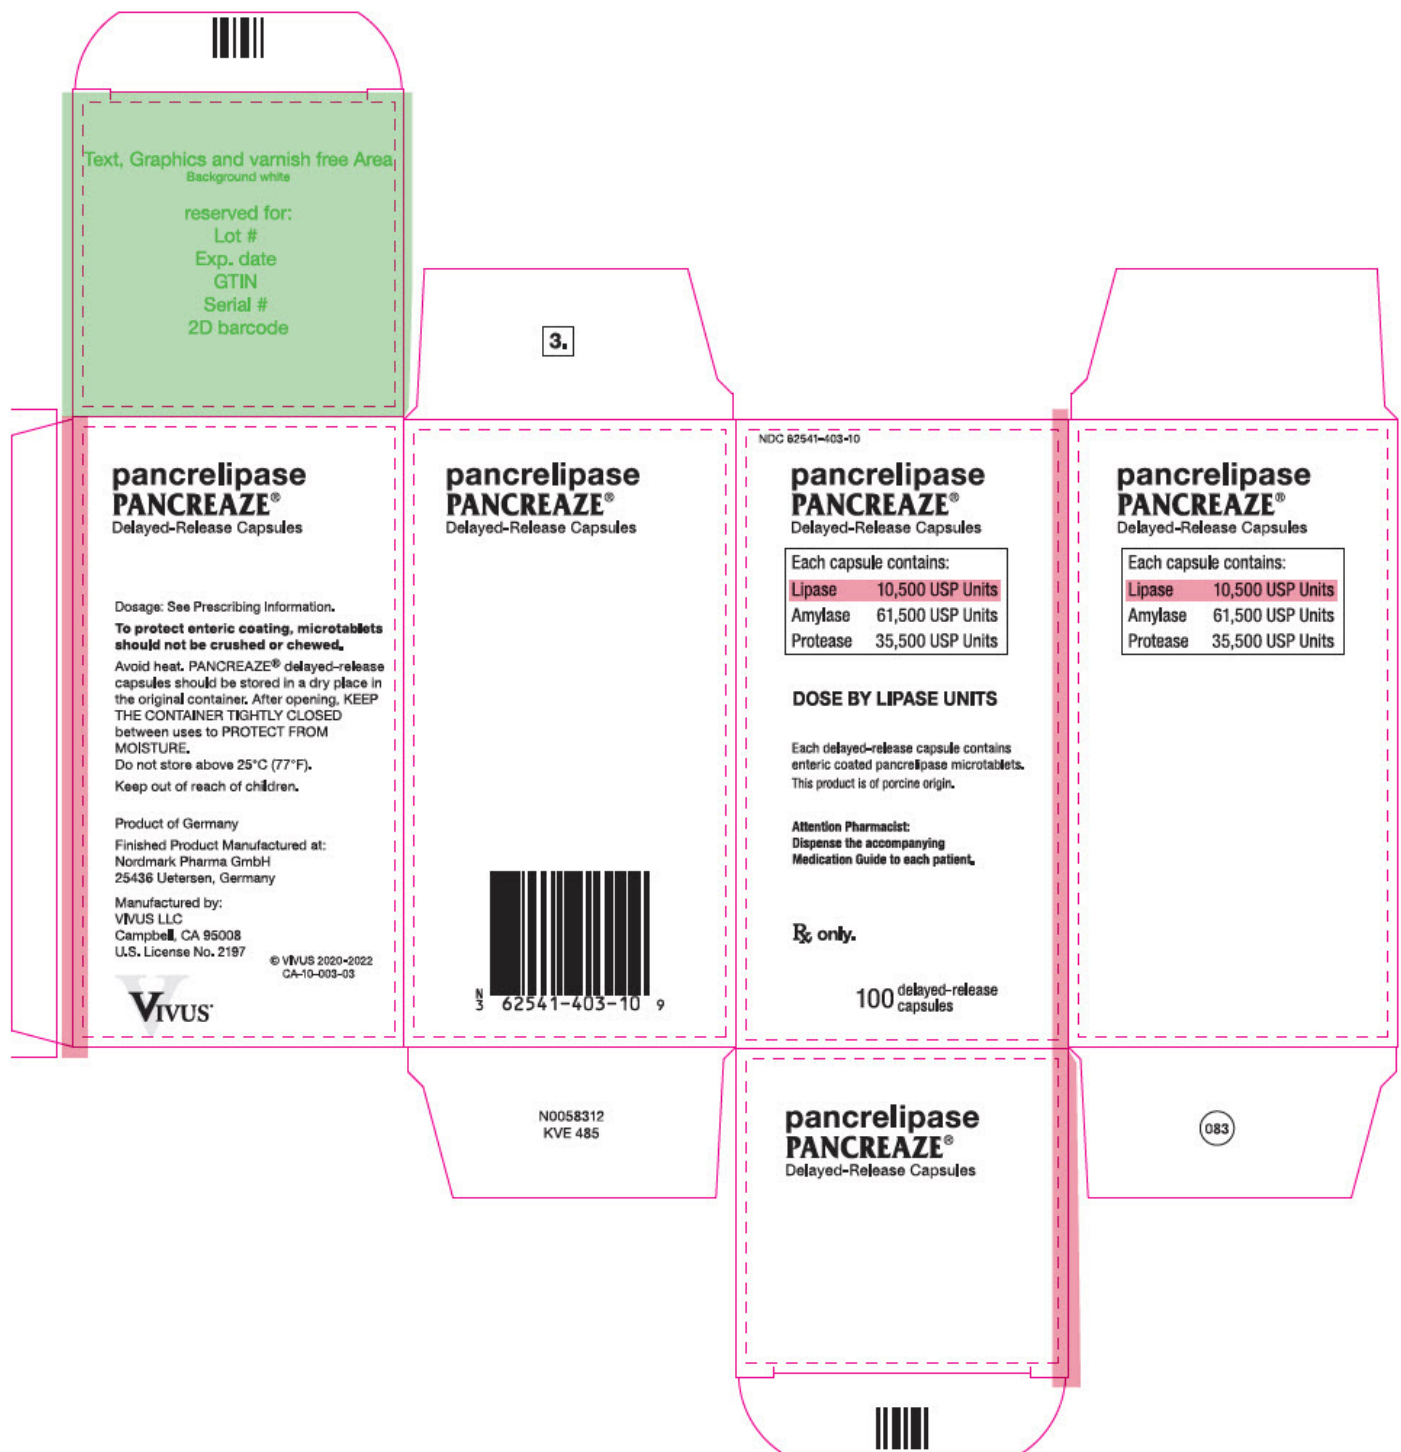 Text, Graphics and varnish free Area
Background white
reserved for:
Lot #
Exp. date
GTIN
Serial #
2D barcode
3.
pancrelipase
PANCREAZE®
Delayed-Release Capsules
Dosage: See Prescribing Information.
To protect enteric coating, microtablets
should not be crushed or chewed.
Avoid heat. PANCREAZE® delayed-release
capsules should be stored in a dry place in
the original container. After opening, KEEP
THE CONTAINER TIGHTLY CLOSED
between uses to PROTECT FROM
MOISTURE.
Do not store above 25°C (77°F).
Keep out of reach of children.
Product of Germany
Finished Product Manufactured at:
Nordmark Pharma GmbH
25436 Uetersen, Germany
Manufactured by:
VIVUS LLC
Campbell, CA 95008
U.S. License No. 2197
© VIVUS 2020-2022
CA-10-003-03
VIVUS
pancrelipase
PANCREAZE®
Delayed-Release Capsules
N
3 62541-403-10 9
N0058312
KVE 485
NDC 62541-403-10
pancrelipase
PANCREAZE®
Delayed-Release Capsules
Each capsule contains:
Lipase 10,500 USP Units
Amylase 61,500 USP Units
Protease 35,500 USP Units
DOSE BY LIPASE UNITS
Each delayed-release capsule contains
enteric coated pancrelipase microtablets.
This product is of porcine origin.
Attention Pharmacist:
Dispense the accompanying
Medication Guide to each patient.
Rx only.
100 delayed-release
capsules
pancrelipase
PANCREAZE®
Delayed-Release Capsules
pancrelipase
PANCREAZE®
Delayed-Release Capsules
Each capsule contains:
Lipase 10,500 USP Units
Amylase 61,500 USP Units
Protease 35,500 USP Units
083